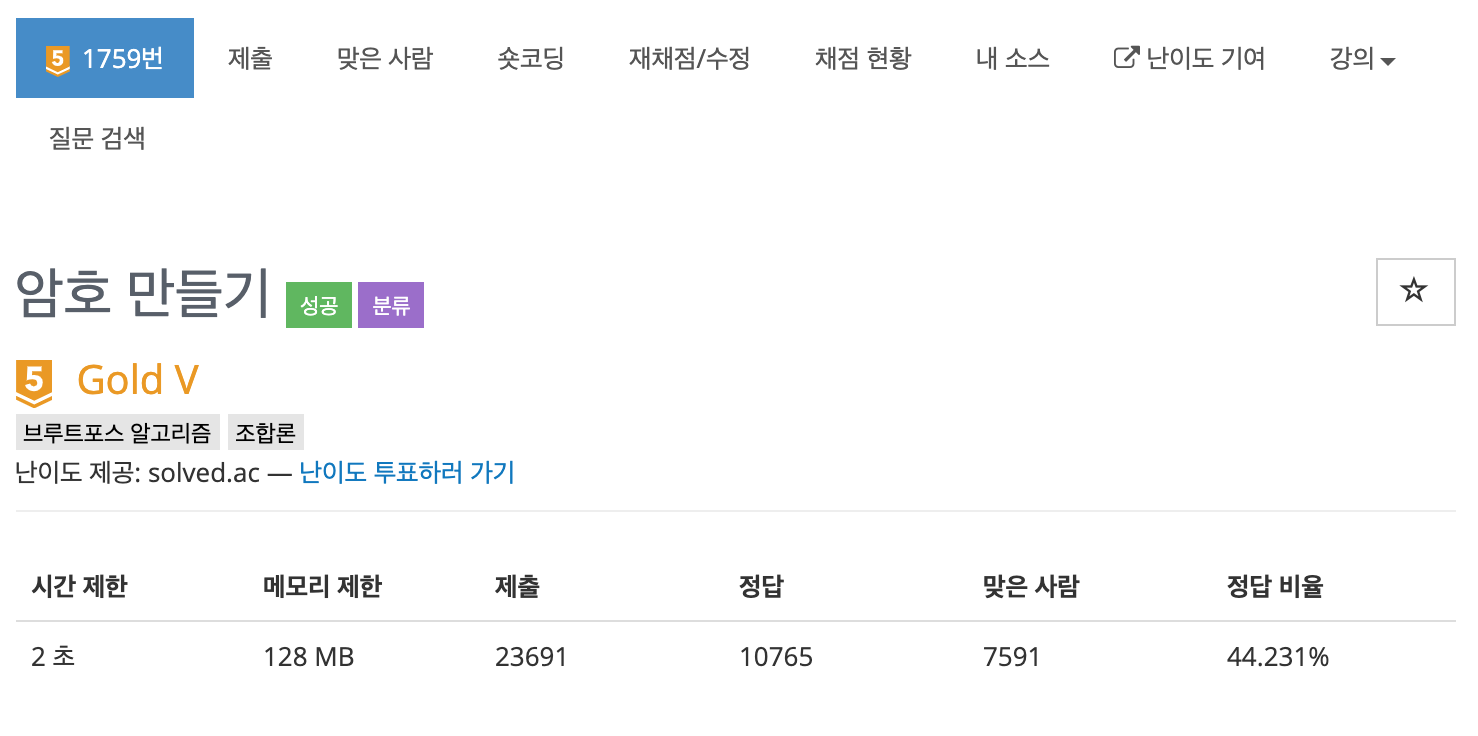 5 1759번 제출 맞은 사람 숏코딩 재채점/수정 채점 현황 내 소스 난이도 기여 강의
질문 검색
암호 만들기 성공 분류
5 Gold V
브루트포스 알고리즘 조합론
난이도 제공: solved.ac — 난이도 투표하러 가기
시간 제한 메모리 제한 제출 정답 맞은 사람 정답 비율
2 초 128 MB 23691 10765 7591 44.231%